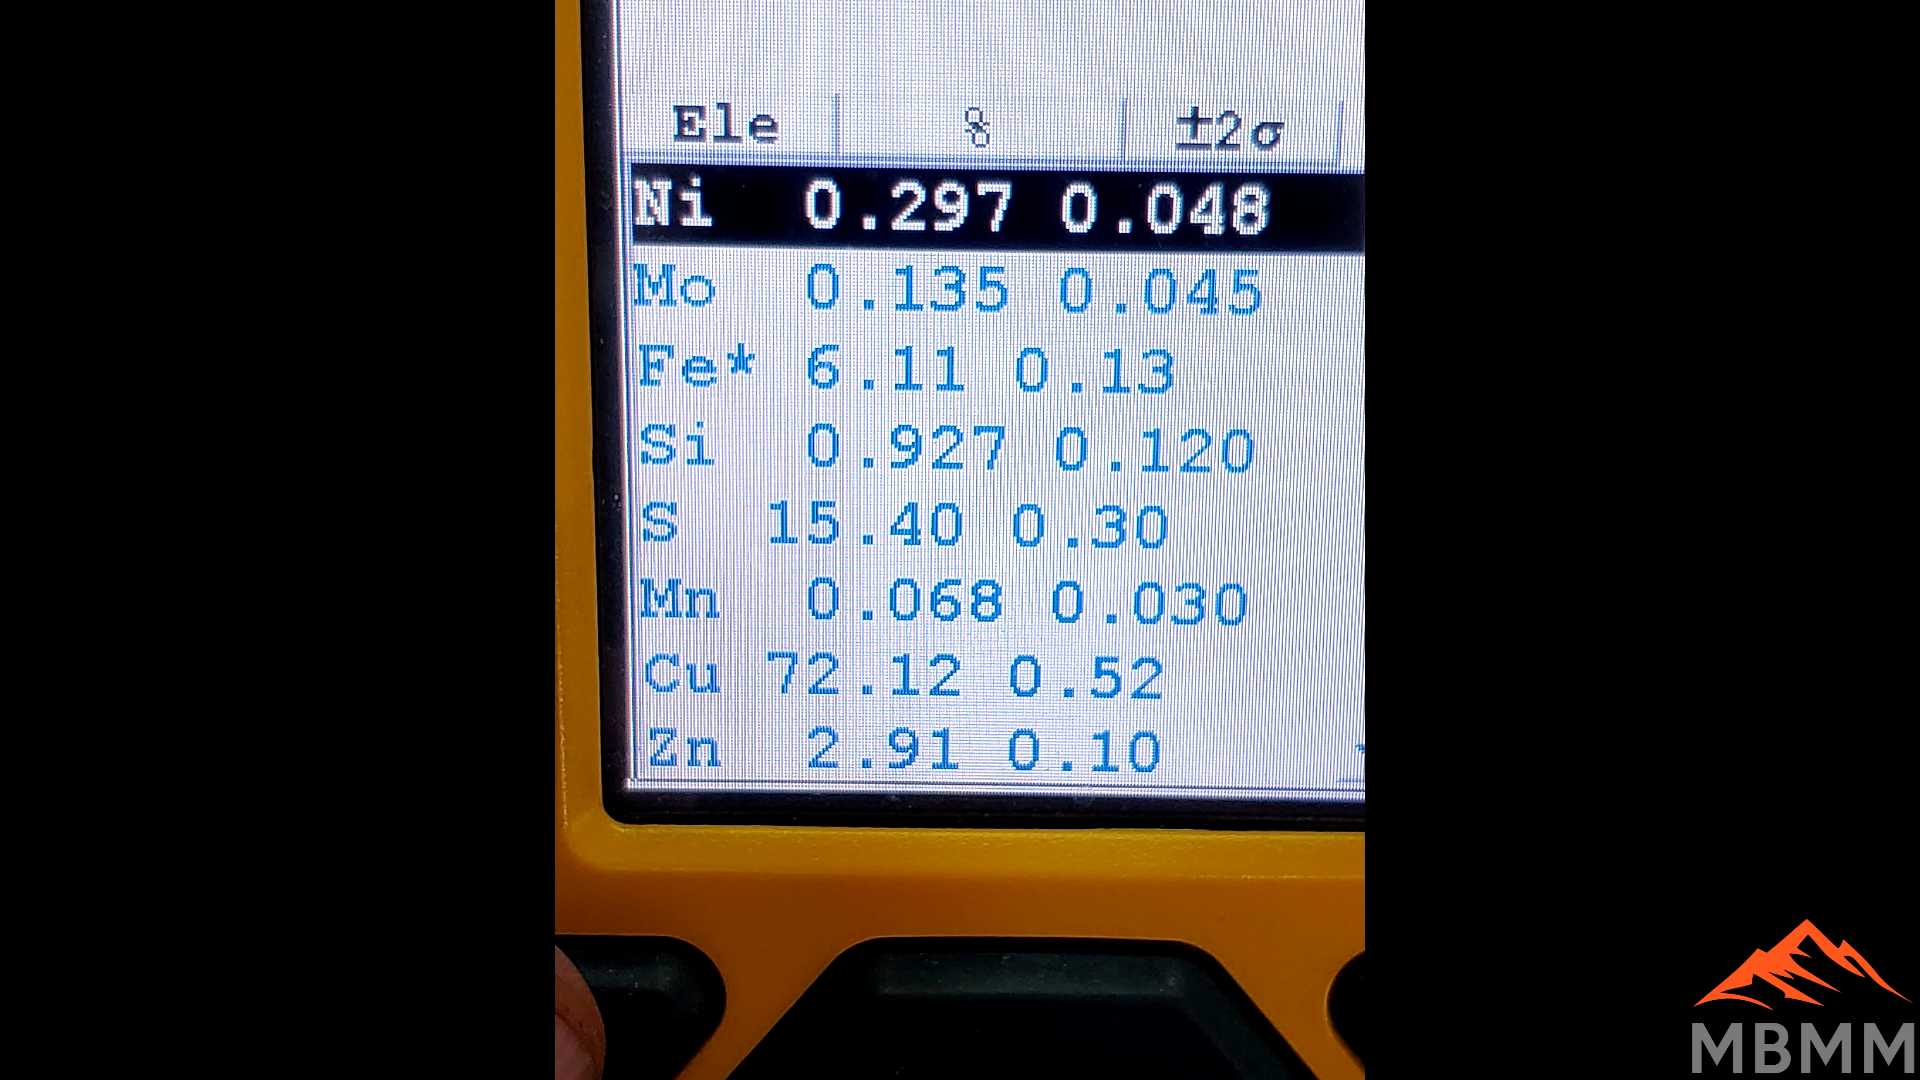 Ele % ±2σ
Ni 0.297 0.048
Mo 0.135 0.045
Fe* 6.11 0.13
Si 0.927 0.120
S 15.40 0.30
Mn 0.068 0.030
Cu 72.12 0.52
Zn 2.91 0.10
MBMM